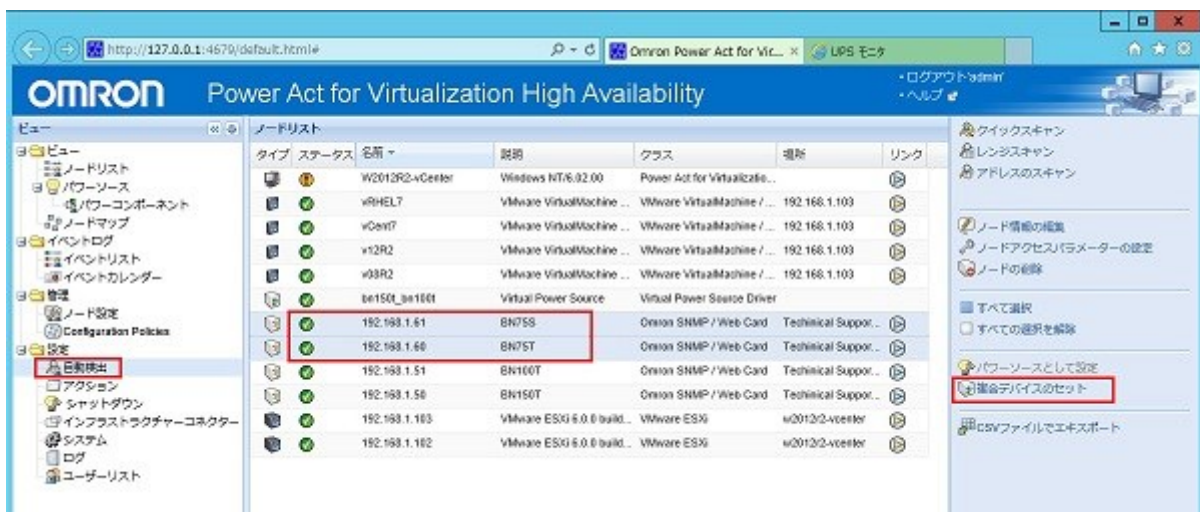 http://127.0.0.1:4679/default.html#
Omron Power Act for Vir... × UPS モニタ
OMRON Power Act for Virtualization High Availability
・ログアウト'admin'
・ヘルプ
ビュー
ビュー
ノードリスト
パワーソース
パワーコンポーネント
ノードマップ
イベントログ
イベントリスト
イベントカレンダー
管理
ノード設定
Configuration Policies
設定
自動検出
アクション
シャットダウン
インフラストラクチャーコネクター
システム
ログ
ユーザーリスト
ノードリスト
タイプ ステータス 名前 説明 クラス 場所 リンク
W2012R2-vCenter Windows NT/6.02.00 Power Act for Virtualizatio...
vRHEL7 VMware VirtualMachine ... VMware VirtualMachine / ... 192.168.1.103
vCent7 VMware VirtualMachine ... VMware VirtualMachine / ... 192.168.1.103
v12R2 VMware VirtualMachine ... VMware VirtualMachine / ... 192.168.1.103
v08R2 VMware VirtualMachine ... VMware VirtualMachine / ... 192.168.1.103
bn150t_bn100t Virtual Power Source Virtual Power Source Driver
192.168.1.61 BN75S Omron SNMP / Web Card Techinical Suppor...
192.168.1.60 BN75T Omron SNMP / Web Card Techinical Suppor...
192.168.1.51 BN100T Omron SNMP / Web Card Techinical Suppor...
192.168.1.50 BN150T Omron SNMP / Web Card Techinical Suppor...
192.168.1.103 VMware ESXi 6.0.0 build... VMware ESXi w2012r2-vcenter
192.168.1.102 VMware ESXi 6.0.0 build... VMware ESXi w2012r2-vcenter
クイックスキャン
レンジスキャン
アドレスのスキャン
ノード情報の編集
ノードアクセスパラメーターの設定
ノードの削除
すべて選択
すべての選択を解除
パワーソースとして設定
複合デバイスのセット
CSVファイルでエキスポート